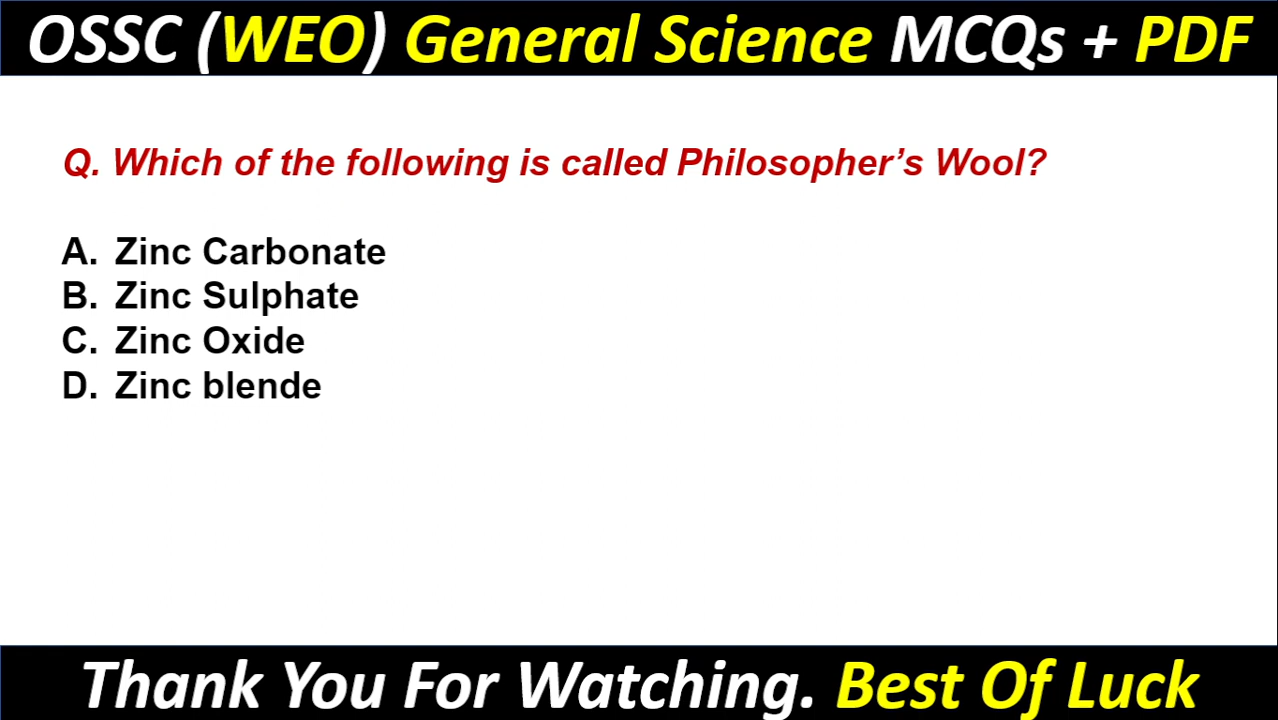 OSSC (WEO) General Science MCQs + PDF
Q. Which of the following is called Philosopher’s Wool?
A. Zinc Carbonate
B. Zinc Sulphate
C. Zinc Oxide
D. Zinc blende
Thank You For Watching. Best Of Luck